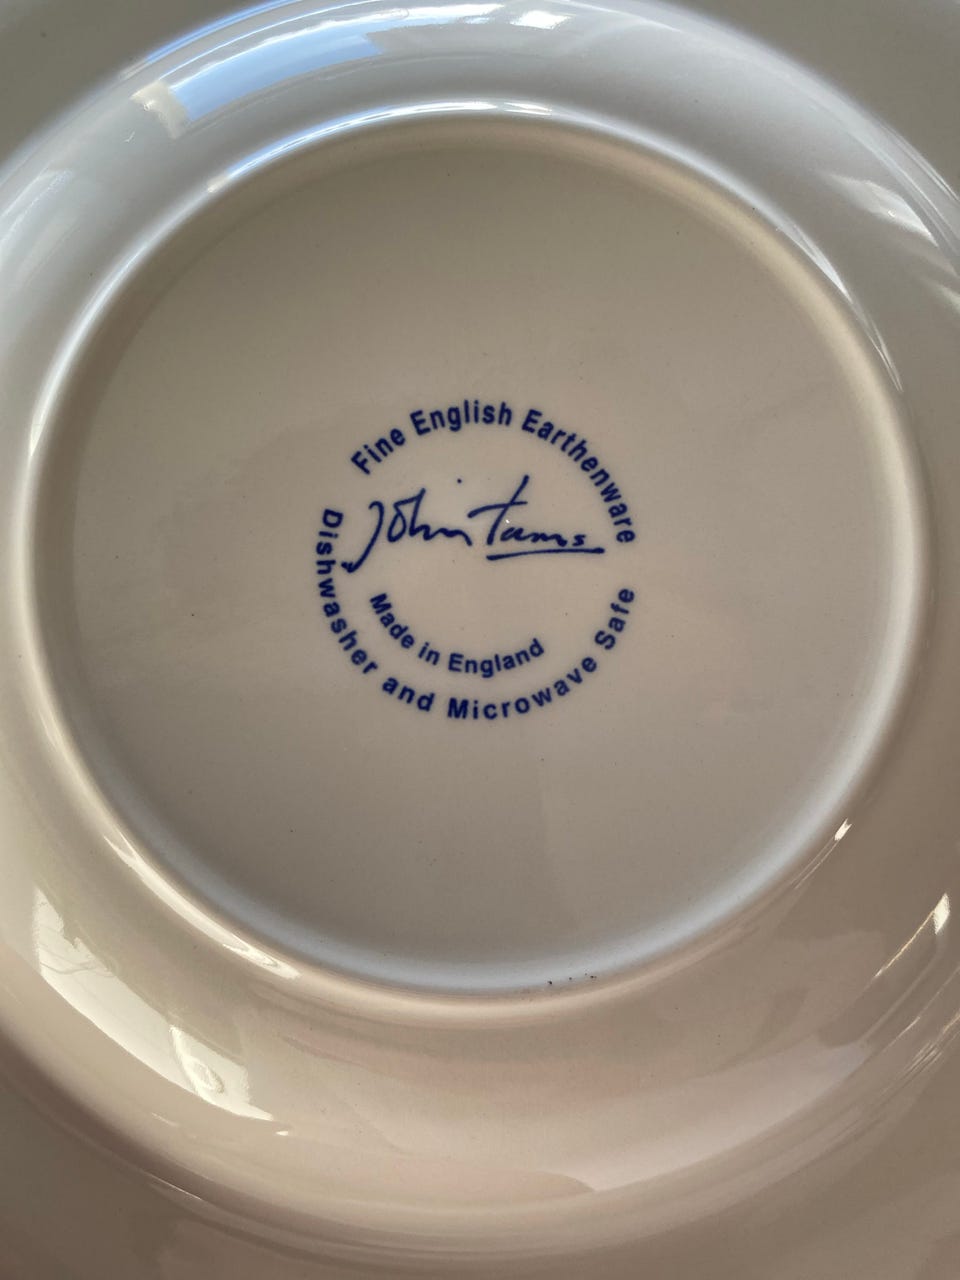 Fine English Earthenware
John Tams
Made in England
Dishwasher and Microwave Safe